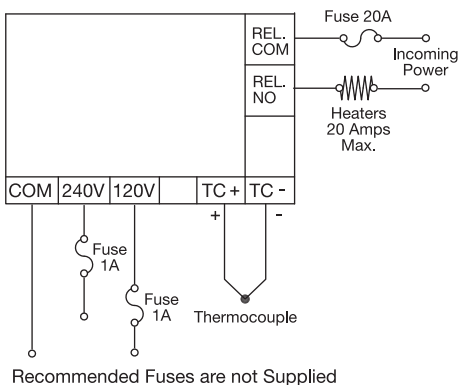 Fuse 20A
REL.
COM
Incoming
Power
REL.
NO
Heaters
20 Amps
Max.
COM 240V 120V TC + TC -
+ -
Fuse
1A
Fuse
1A
Thermocouple
Recommended Fuses are not Supplied